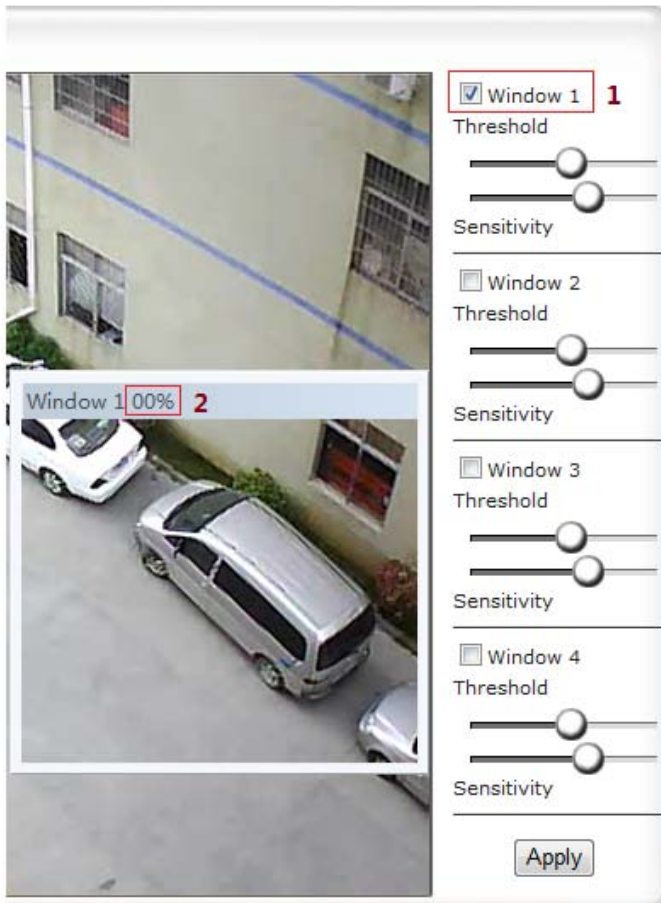 Window 1 1
Threshold
Sensitivity
Window 2
Threshold
Sensitivity
Window 1 00% 2
Window 3
Threshold
Sensitivity
Window 4
Threshold
Sensitivity
Apply